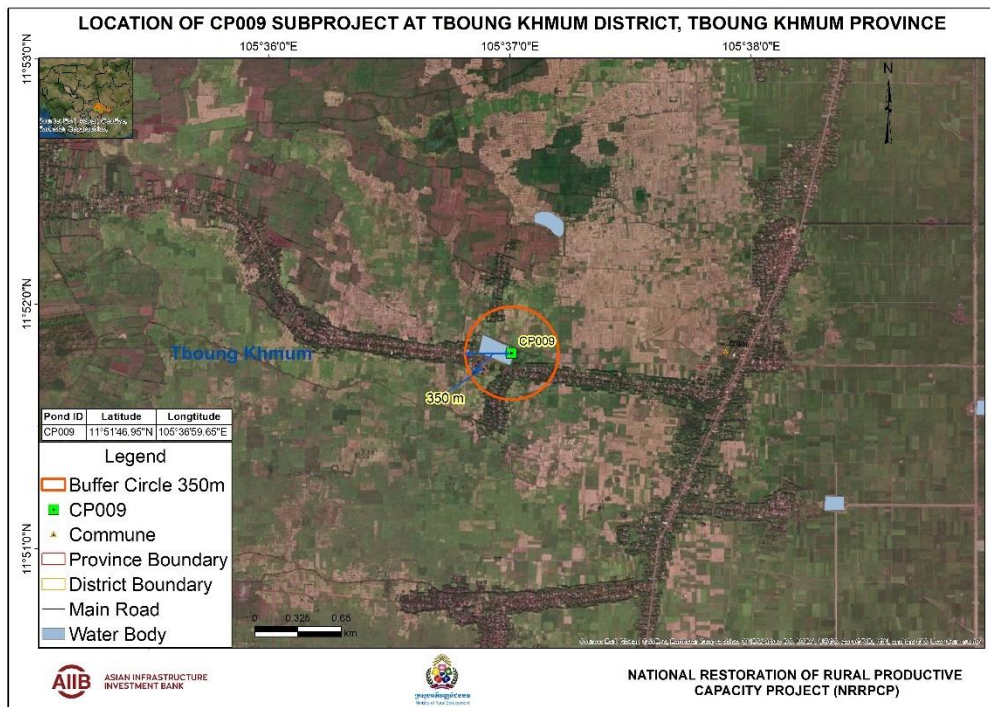 LOCATION OF CP009 SUBPROJECT AT TBOUNG KHMUM DISTRICT, TBOUNG KHMUM PROVINCE
105°36'0"E 105°37'0"E 105°38'0"E
11°53'0"N
N
11°52'0"N
CP009
Tboung Khmum
350 m
Pond ID Latitude Longtitude
CP009 11°51'46.95"N 105°36'59.65"E
Legend
Buffer Circle 350m
CP009
Commune
Province Boundary
District Boundary
Main Road
Water Body
11°51'0"N
0 0.325 0.65
km
AIIB
ASIAN INFRASTRUCTURE
INVESTMENT BANK
Ministry of Rural Development
NATIONAL RESTORATION OF RURAL PRODUCTIVE
CAPACITY PROJECT (NRRPCP)